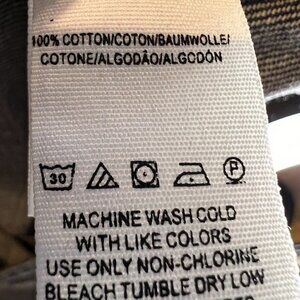 100% COTTON/COTON/BAUMWOLLE/
COTONE/ALGODÃO/ALGODÓN
30
P
MACHINE WASH COLD
WITH LIKE COLORS
USE ONLY NON-CHLORINE
BLEACH TUMBLE DRY LOW